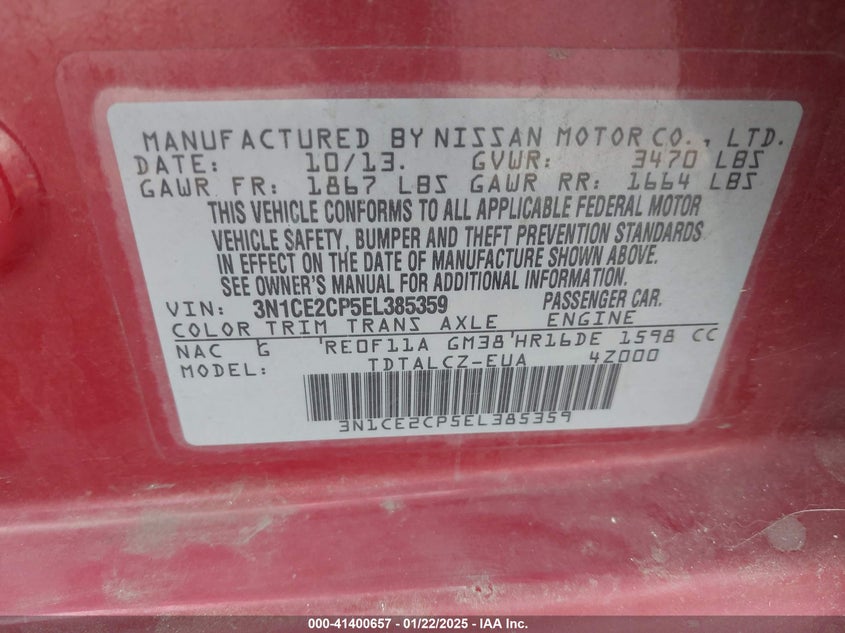 MANUFACTURED BY NISSAN MOTOR CO., LTD.
DATE: 10/13. GVWR: 3470 LBS
GAWR FR: 1867 LBS GAWR RR: 1664 LBS
THIS VEHICLE CONFORMS TO ALL APPLICABLE FEDERAL MOTOR
VEHICLE SAFETY, BUMPER AND THEFT PREVENTION STANDARDS
IN EFFECT ON THE DATE OF MANUFACTURE SHOWN ABOVE.
SEE OWNER'S MANUAL FOR ADDITIONAL INFORMATION.
VIN: 3N1CE2CP5EL385359 PASSENGER CAR.
COLOR TRIM TRANS AXLE ENGINE
NAC G RE0F11A GM38 HR16DE 1598 CC
MODEL: TDTALCZ-EUA 4Z000
3N1CE2CP5EL385359
000-41400657 - 01/22/2025 - IAA Inc.